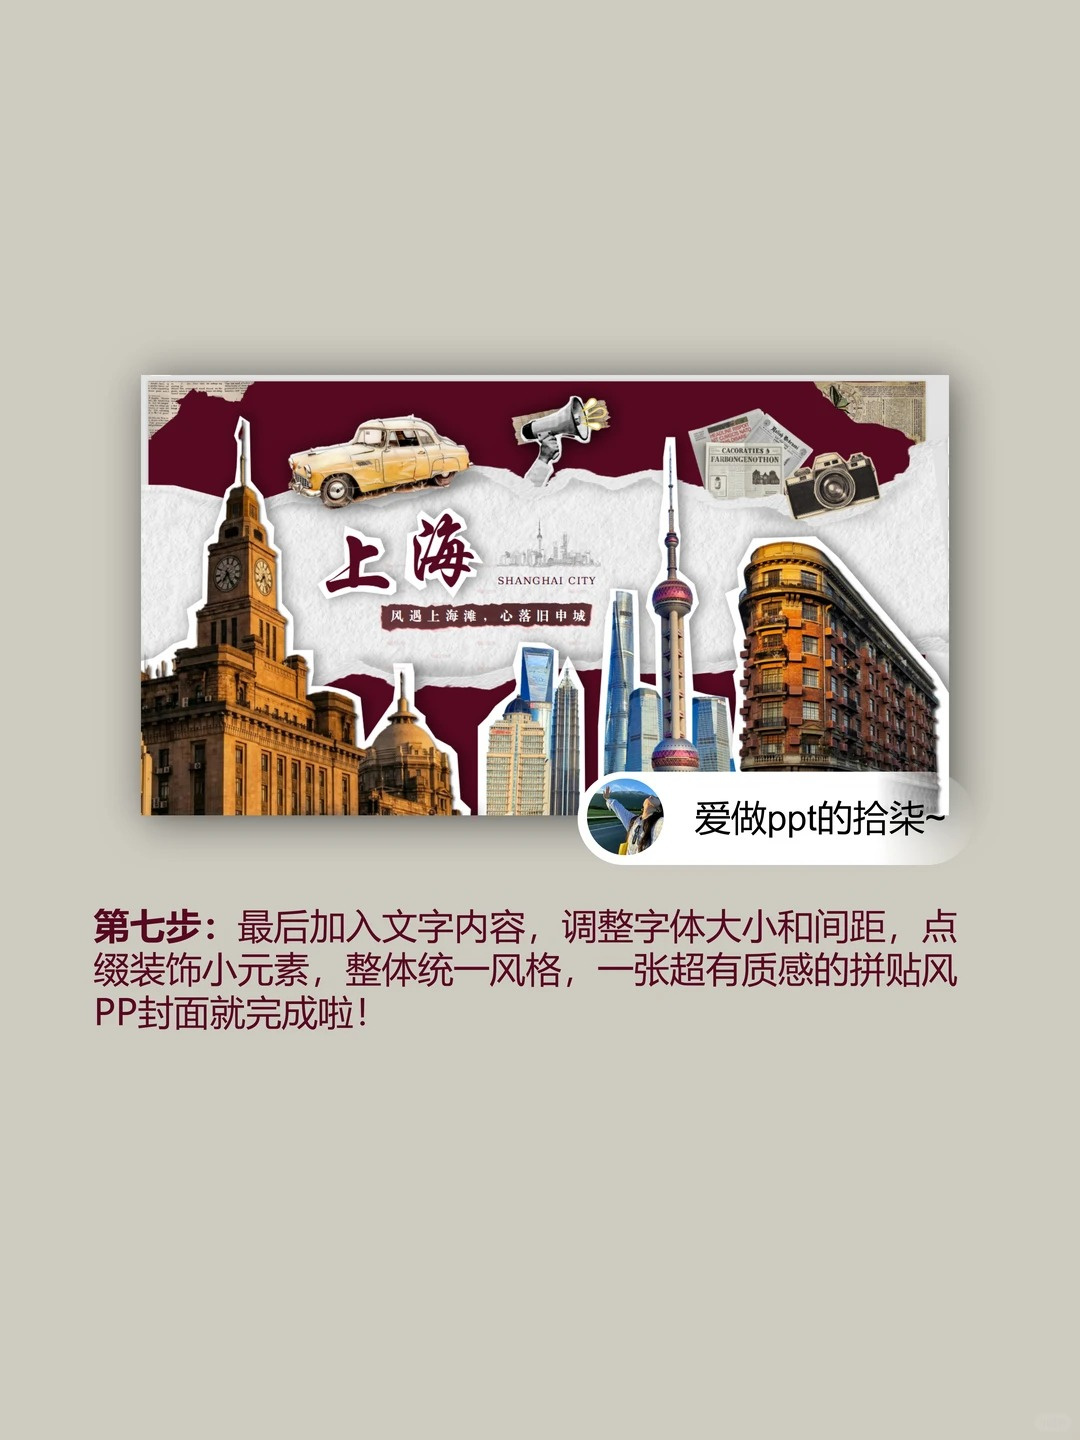 CACORATIES 5
FARBONGENOTHON
上海
SHANGHAI CITY
风遇上海滩，心落旧申城
爱做ppt的拾柒~
第七步：最后加入文字内容，调整字体大小和间距，点
缀装饰小元素，整体统一风格，一张超有质感的拼贴风
PP封面就完成啦！